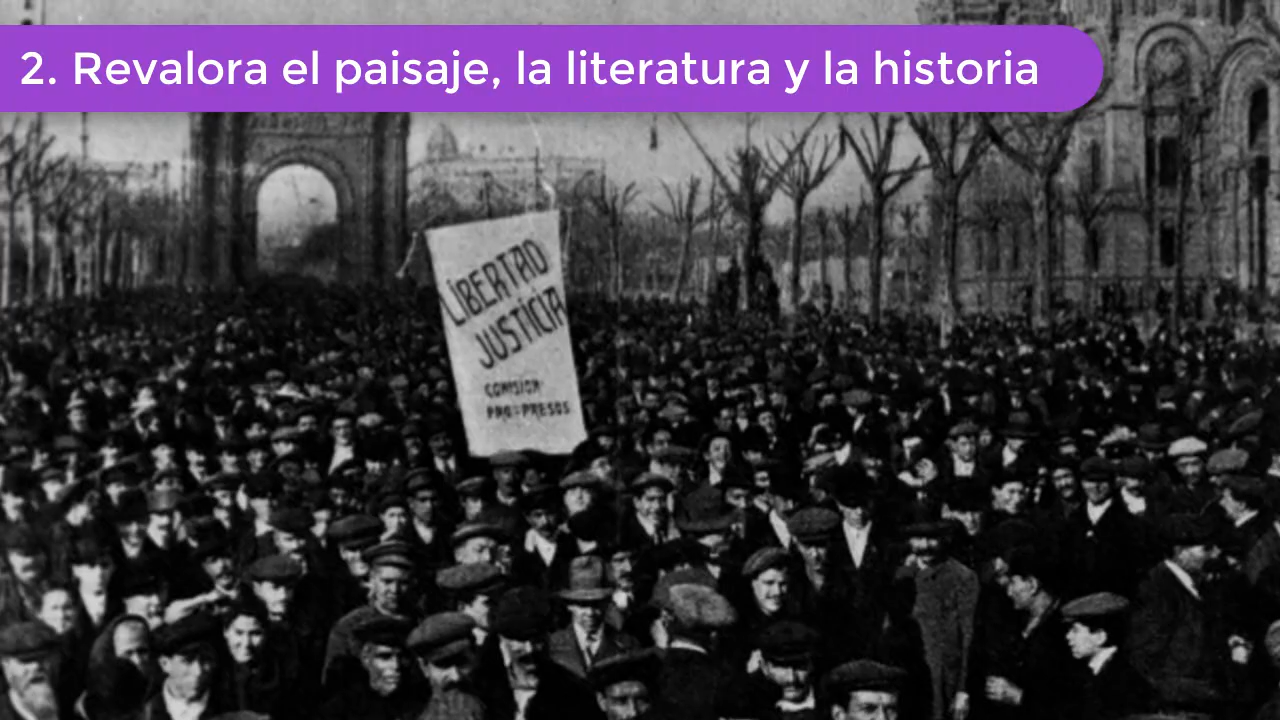 2. Revalora el paisaje, la literatura y la historia
LIBERTAD
JUSTICIA
COMISION
PRO=PRESOS